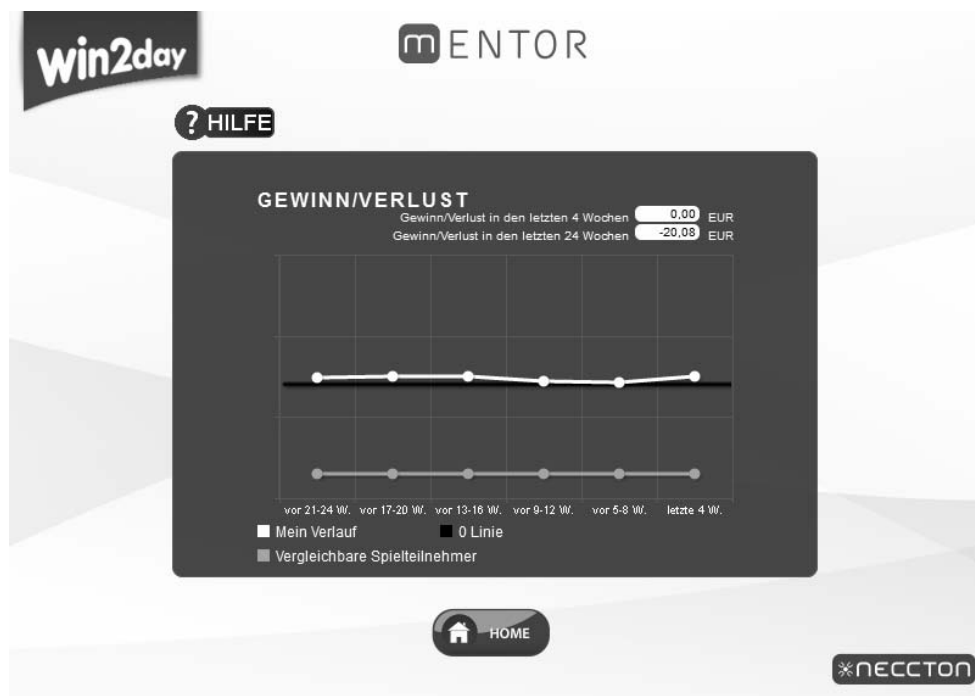 win2day
mENTOR
? HILFE
GEWINN/VERLUST
Gewinn/Verlust in den letzten 4 Wochen 0,00 EUR
Gewinn/Verlust in den letzten 24 Wochen -20,08 EUR
vor 21-24 W. vor 17-20 W. vor 13-16 W. vor 9-12 W. vor 5-8 W. letzte 4 W.
Mein Verlauf 0 Linie
Vergleichbare Spielteilnehmer
HOME
NECCTON